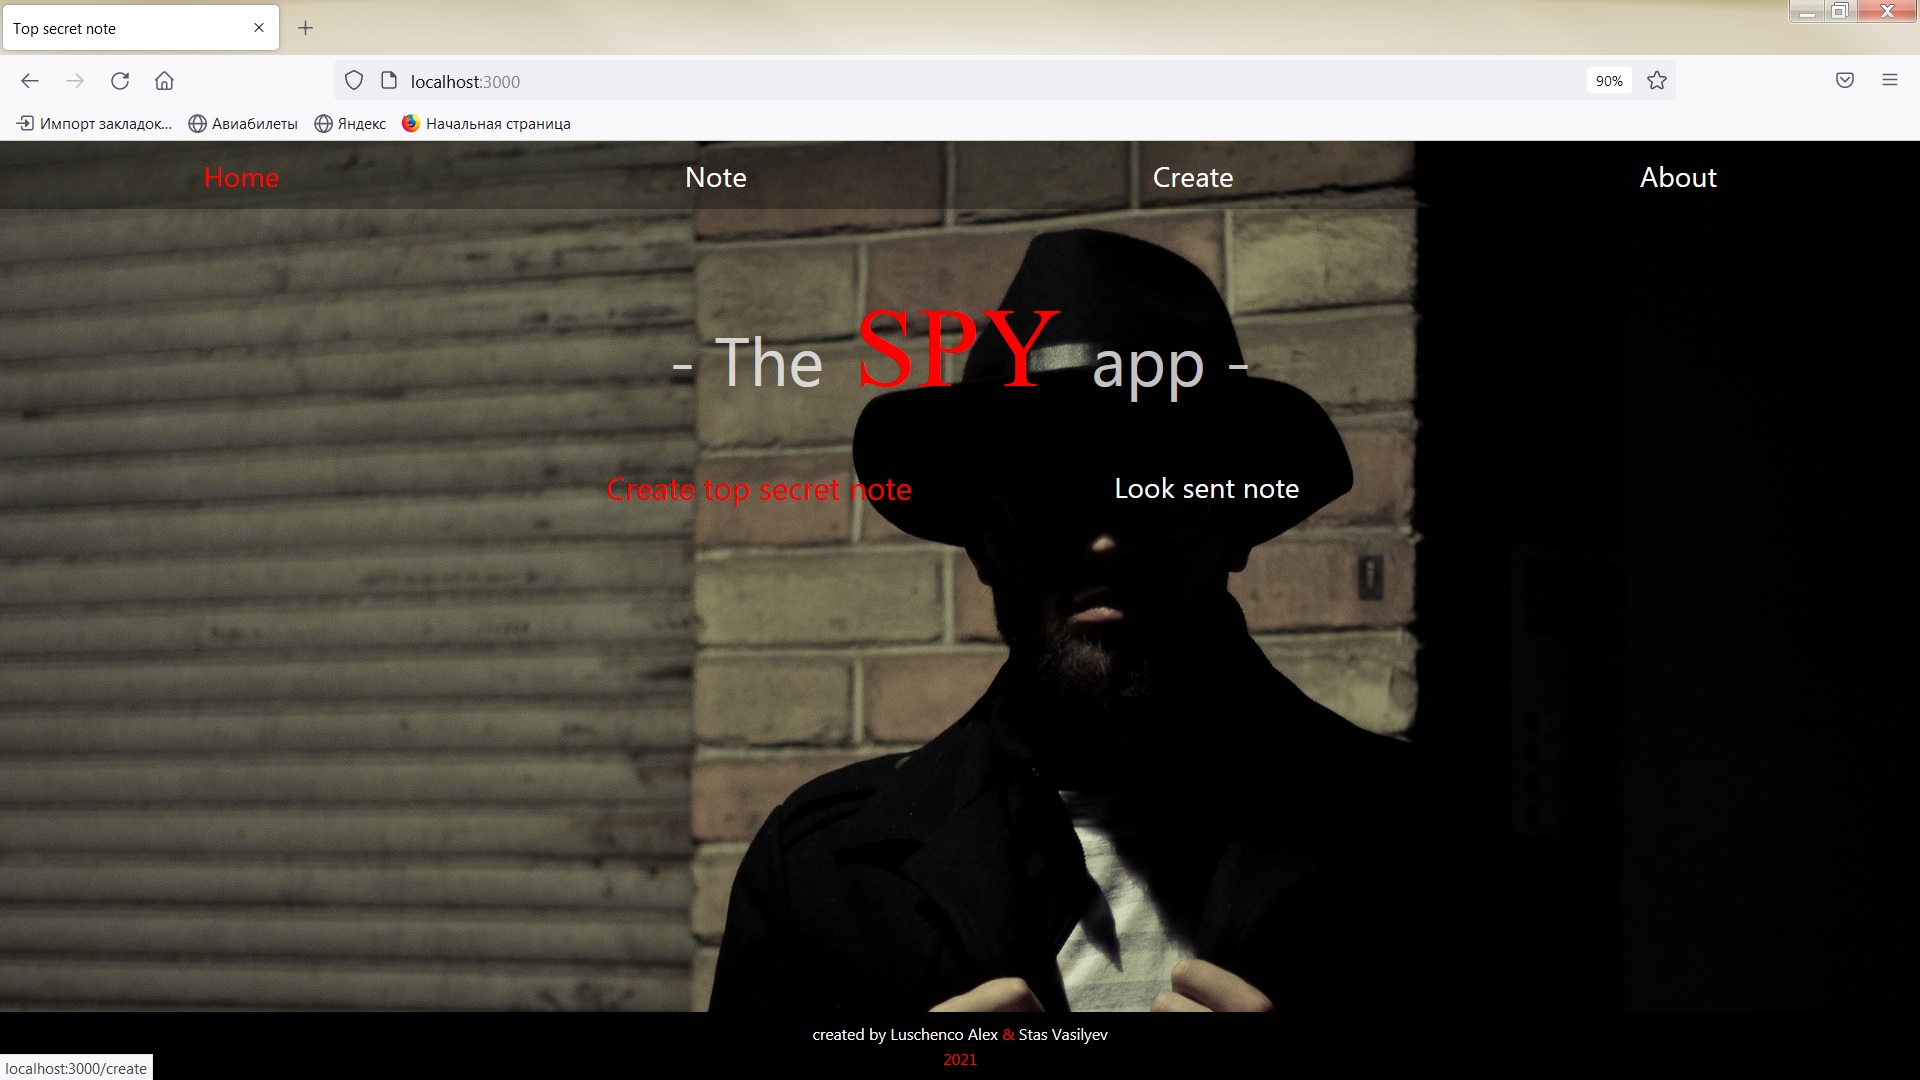 Top secret note
localhost:3000
90%
Импорт закладок...
Авиабилеты
Яндекс
Начальная страница
Home
Note
Create
About
- The SPY app -
Create top secret note
Look sent note
created by Luschenco Alex & Stas Vasilyev
2021
localhost:3000/create